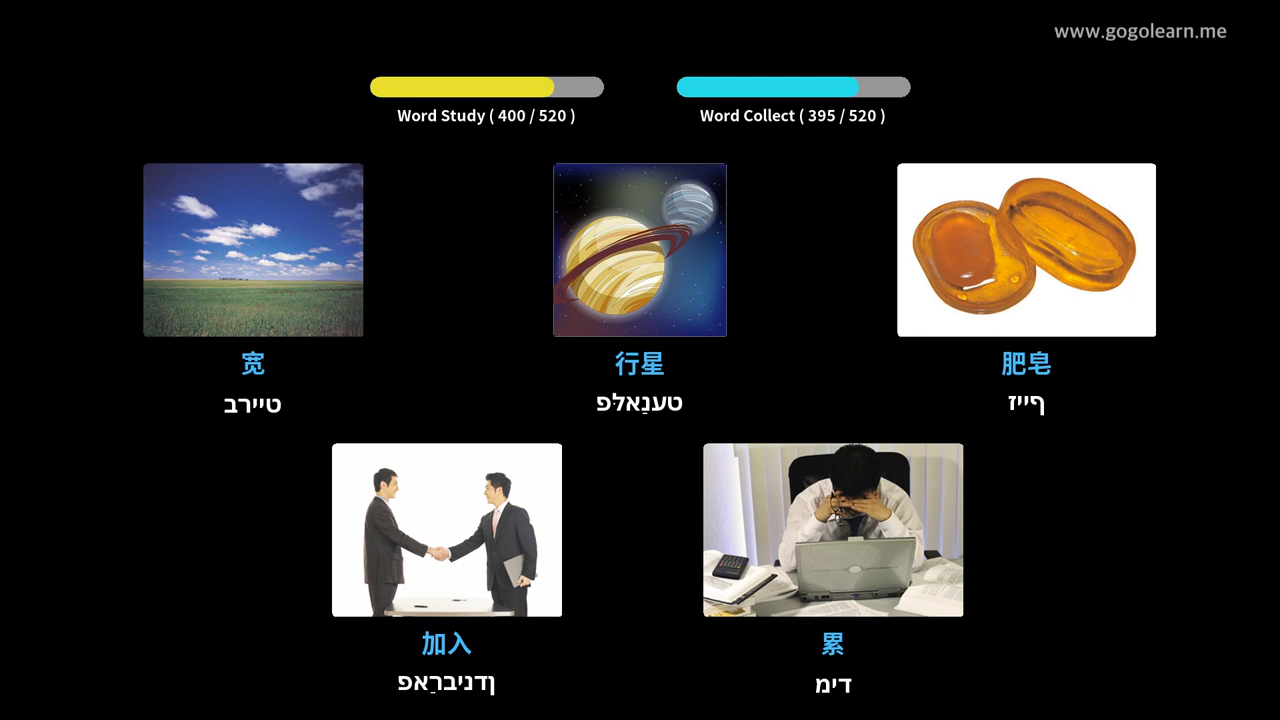 www.gogolearn.me
Word Study ( 400 / 520 )
Word Collect ( 395 / 520 )
宽
行星
肥皂
טיירב
טענַאלּפ
ףייז
加入
累
ןדניברַאפ
דימ